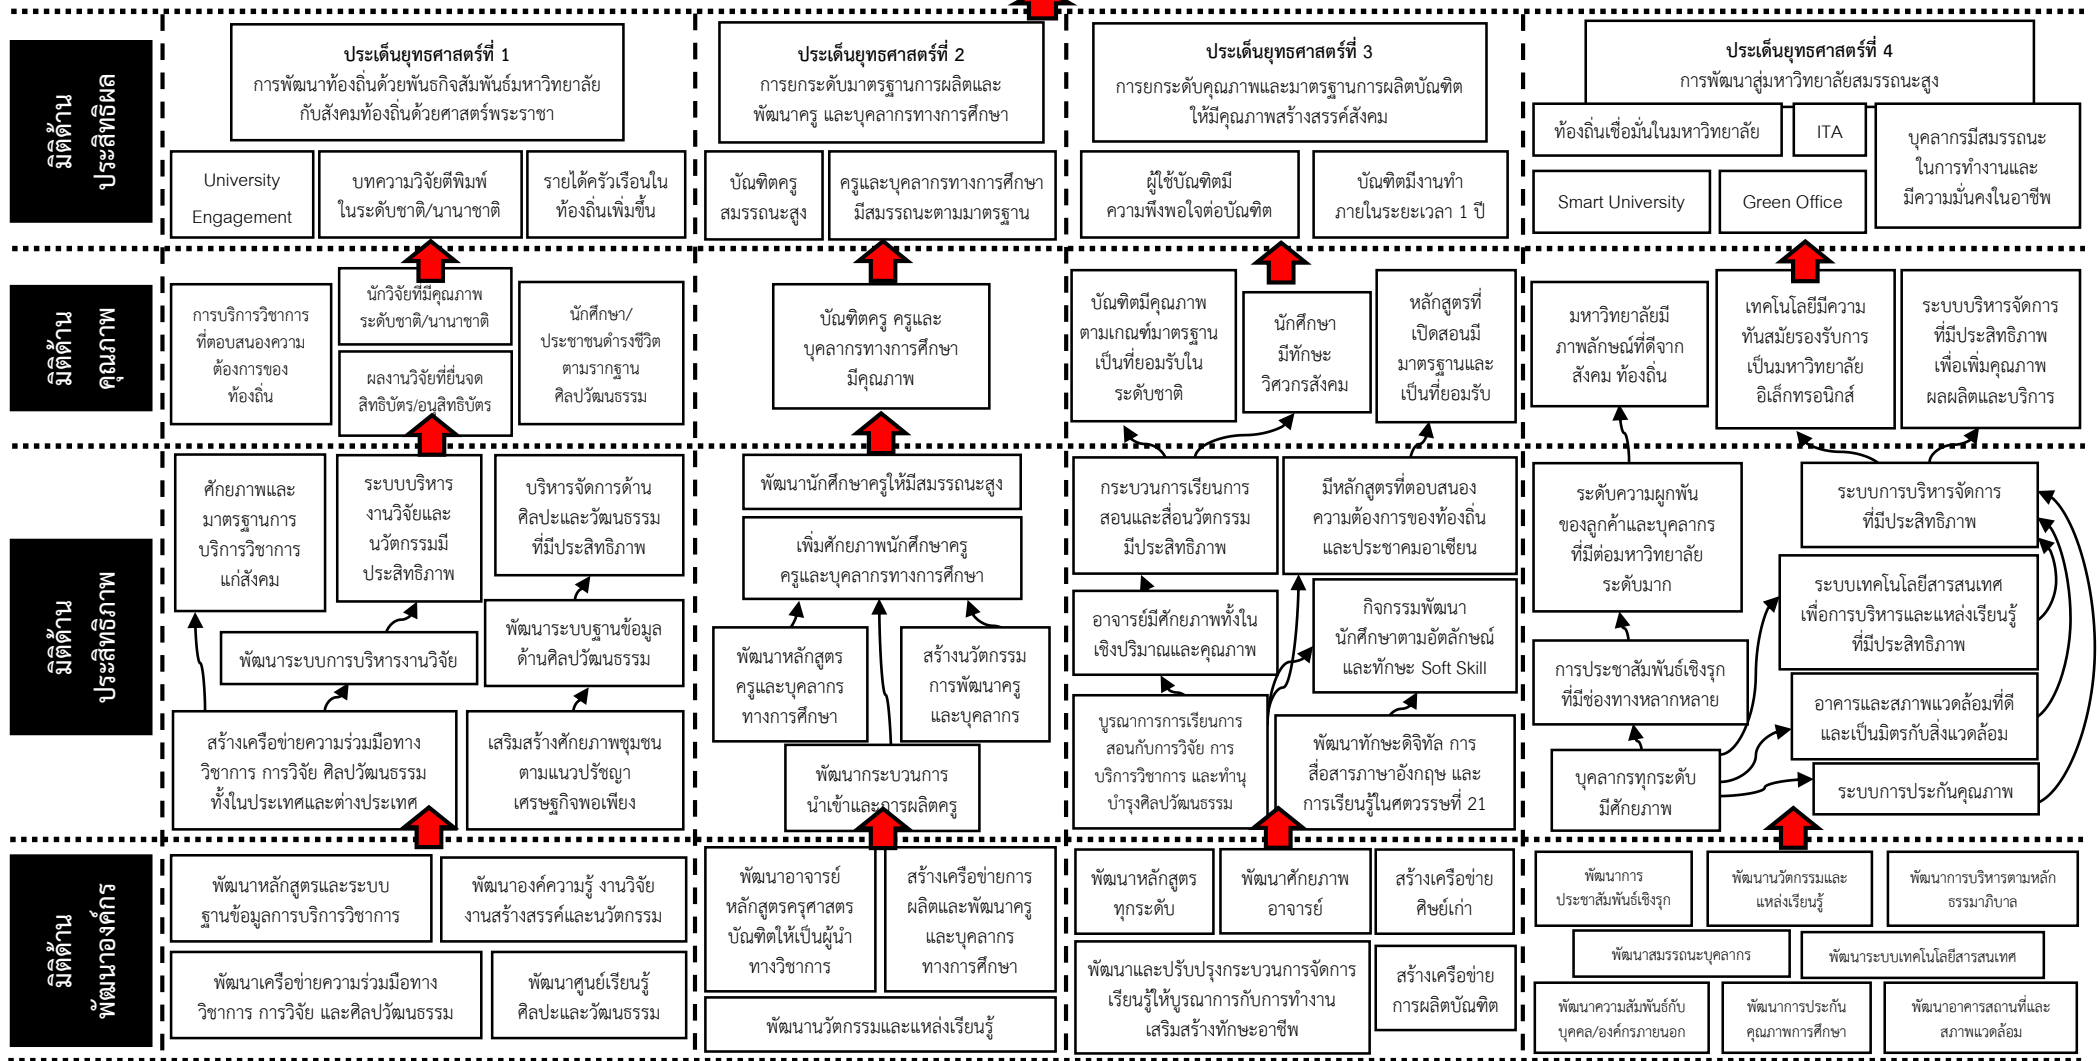 มิติด้าน
ประสิทธิผล
ประเด็นยุทธศาสตร์ที่ 1
การพัฒนาท้องถิ่นด้วยพันธกิจสัมพันธ์มหาวิทยาลัย
กับสังคมท้องถิ่นด้วยศาสตร์พระราชา
University
Engagement
บทความวิจัยตีพิมพ์
ในระดับชาติ/นานาชาติ
รายได้ครัวเรือนใน
ท้องถิ่นเพิ่มขึ้น
ประเด็นยุทธศาสตร์ที่ 2
การยกระดับมาตรฐานการผลิตและ
พัฒนาครู และบุคลากรทางการศึกษา
บัณฑิตครู
สมรรถนะสูง
ครูและบุคลากรทางการศึกษา
มีสมรรถนะตามมาตรฐาน
ประเด็นยุทธศาสตร์ที่ 3
การยกระดับคุณภาพและมาตรฐานการผลิตบัณฑิต
ให้มีคุณภาพสร้างสรรค์สังคม
ผู้ใช้บัณฑิตมี
ความพึงพอใจต่อบัณฑิต
บัณฑิตมีงานทำ
ภายในระยะเวลา 1 ปี
ประเด็นยุทธศาสตร์ที่ 4
การพัฒนาสู่มหาวิทยาลัยสมรรถนะสูง
ท้องถิ่นเชื่อมั่นในมหาวิทยาลัย
ITA
บุคลากรมีสมรรถนะ
ในการทำงานและ
มีความมั่นคงในอาชีพ
Smart University
Green Office
มิติด้าน
คุณภาพ
การบริการวิชาการ
ที่ตอบสนองความ
ต้องการของ
ท้องถิ่น
นักวิจัยที่มีคุณภาพ
ระดับชาติ/นานาชาติ
ผลงานวิจัยที่ยื่นจด
สิทธิบัตร/อนุสิทธิบัตร
นักศึกษา/
ประชาชนดำรงชีวิต
ตามรากฐาน
ศิลปวัฒนธรรม
บัณฑิตครู ครูและ
บุคลากรทางการศึกษา
มีคุณภาพ
บัณฑิตมีคุณภาพ
ตามเกณฑ์มาตรฐาน
เป็นที่ยอมรับใน
ระดับชาติ
นักศึกษา
มีทักษะ
วิศวกรสังคม
หลักสูตรที่
เปิดสอนมี
มาตรฐานและ
เป็นที่ยอมรับ
มหาวิทยาลัยมี
ภาพลักษณ์ที่ดีจาก
สังคม ท้องถิ่น
เทคโนโลยีมีความ
ทันสมัยรองรับการ
เป็นมหาวิทยาลัย
อิเล็กทรอนิกส์
ระบบบริหารจัดการ
ที่มีประสิทธิภาพ
เพื่อเพิ่มคุณภาพ
ผลผลิตและบริการ
มิติด้าน
ประสิทธิภาพ
ศักยภาพและ
มาตรฐานการ
บริการวิชาการ
แก่สังคม
ระบบบริหาร
งานวิจัยและ
นวัตกรรมมี
ประสิทธิภาพ
บริหารจัดการด้าน
ศิลปะและวัฒนธรรม
ที่มีประสิทธิภาพ
พัฒนาระบบการบริหารงานวิจัย
พัฒนาระบบฐานข้อมูล
ด้านศิลปวัฒนธรรม
สร้างเครือข่ายความร่วมมือทาง
วิชาการ การวิจัย ศิลปวัฒนธรรม
ทั้งในประเทศและต่างประเทศ
เสริมสร้างศักยภาพชุมชน
ตามแนวปรัชญา
เศรษฐกิจพอเพียง
พัฒนานักศึกษาครูให้มีสมรรถนะสูง
เพิ่มศักยภาพนักศึกษาครู
ครูและบุคลากรทางการศึกษา
พัฒนาหลักสูตร
ครูและบุคลากร
ทางการศึกษา
สร้างนวัตกรรม
การพัฒนาครู
และบุคลากร
พัฒนากระบวนการ
นำเข้าและการผลิตครู
กระบวนการเรียนการ
สอนและสื่อนวัตกรรม
มีประสิทธิภาพ
มีหลักสูตรที่ตอบสนอง
ความต้องการของท้องถิ่น
และประชาคมอาเซียน
อาจารย์มีศักยภาพทั้งใน
เชิงปริมาณและคุณภาพ
กิจกรรมพัฒนา
นักศึกษาตามอัตลักษณ์
และทักษะ Soft Skill
บูรณาการการเรียนการ
สอนกับการวิจัย การ
บริการวิชาการ และทำนุ
บำรุงศิลปวัฒนธรรม
พัฒนาทักษะดิจิทัล การ
สื่อสารภาษาอังกฤษ และ
การเรียนรู้ในศตวรรษที่ 21
ระดับความผูกพัน
ของลูกค้าและบุคลากร
ที่มีต่อมหาวิทยาลัย
ระดับมาก
ระบบการบริหารจัดการ
ที่มีประสิทธิภาพ
ระบบเทคโนโลยีสารสนเทศ
เพื่อการบริหารและแหล่งเรียนรู้
ที่มีประสิทธิภาพ
การประชาสัมพันธ์เชิงรุก
ที่มีช่องทางหลากหลาย
อาคารและสภาพแวดล้อมที่ดี
และเป็นมิตรกับสิ่งแวดล้อม
บุคลากรทุกระดับ
มีศักยภาพ
ระบบการประกันคุณภาพ
มิติด้าน
พัฒนาองค์กร
พัฒนาหลักสูตรและระบบ
ฐานข้อมูลการบริการวิชาการ
พัฒนาองค์ความรู้ งานวิจัย
งานสร้างสรรค์และนวัตกรรม
พัฒนาเครือข่ายความร่วมมือทาง
วิชาการ การวิจัย และศิลปวัฒนธรรม
พัฒนาศูนย์เรียนรู้
ศิลปะและวัฒนธรรม
พัฒนาอาจารย์
หลักสูตรครุศาสตร
บัณฑิตให้เป็นผู้นำ
ทางวิชาการ
สร้างเครือข่ายการ
ผลิตและพัฒนาครู
และบุคลากร
ทางการศึกษา
พัฒนานวัตกรรมและแหล่งเรียนรู้
พัฒนาหลักสูตร
ทุกระดับ
พัฒนาศักยภาพ
อาจารย์
สร้างเครือข่าย
ศิษย์เก่า
พัฒนาและปรับปรุงกระบวนการจัดการ
เรียนรู้ให้บูรณาการกับการทำงาน
เสริมสร้างทักษะอาชีพ
สร้างเครือข่าย
การผลิตบัณฑิต
พัฒนาการ
ประชาสัมพันธ์เชิงรุก
พัฒนานวัตกรรมและ
แหล่งเรียนรู้
พัฒนาการบริหารตามหลัก
ธรรมาภิบาล
พัฒนาสมรรถนะบุคลากร
พัฒนาระบบเทคโนโลยีสารสนเทศ
พัฒนาความสัมพันธ์กับ
บุคคล/องค์กรภายนอก
พัฒนาการประกัน
คุณภาพการศึกษา
พัฒนาอาคารสถานที่และ
สภาพแวดล้อม